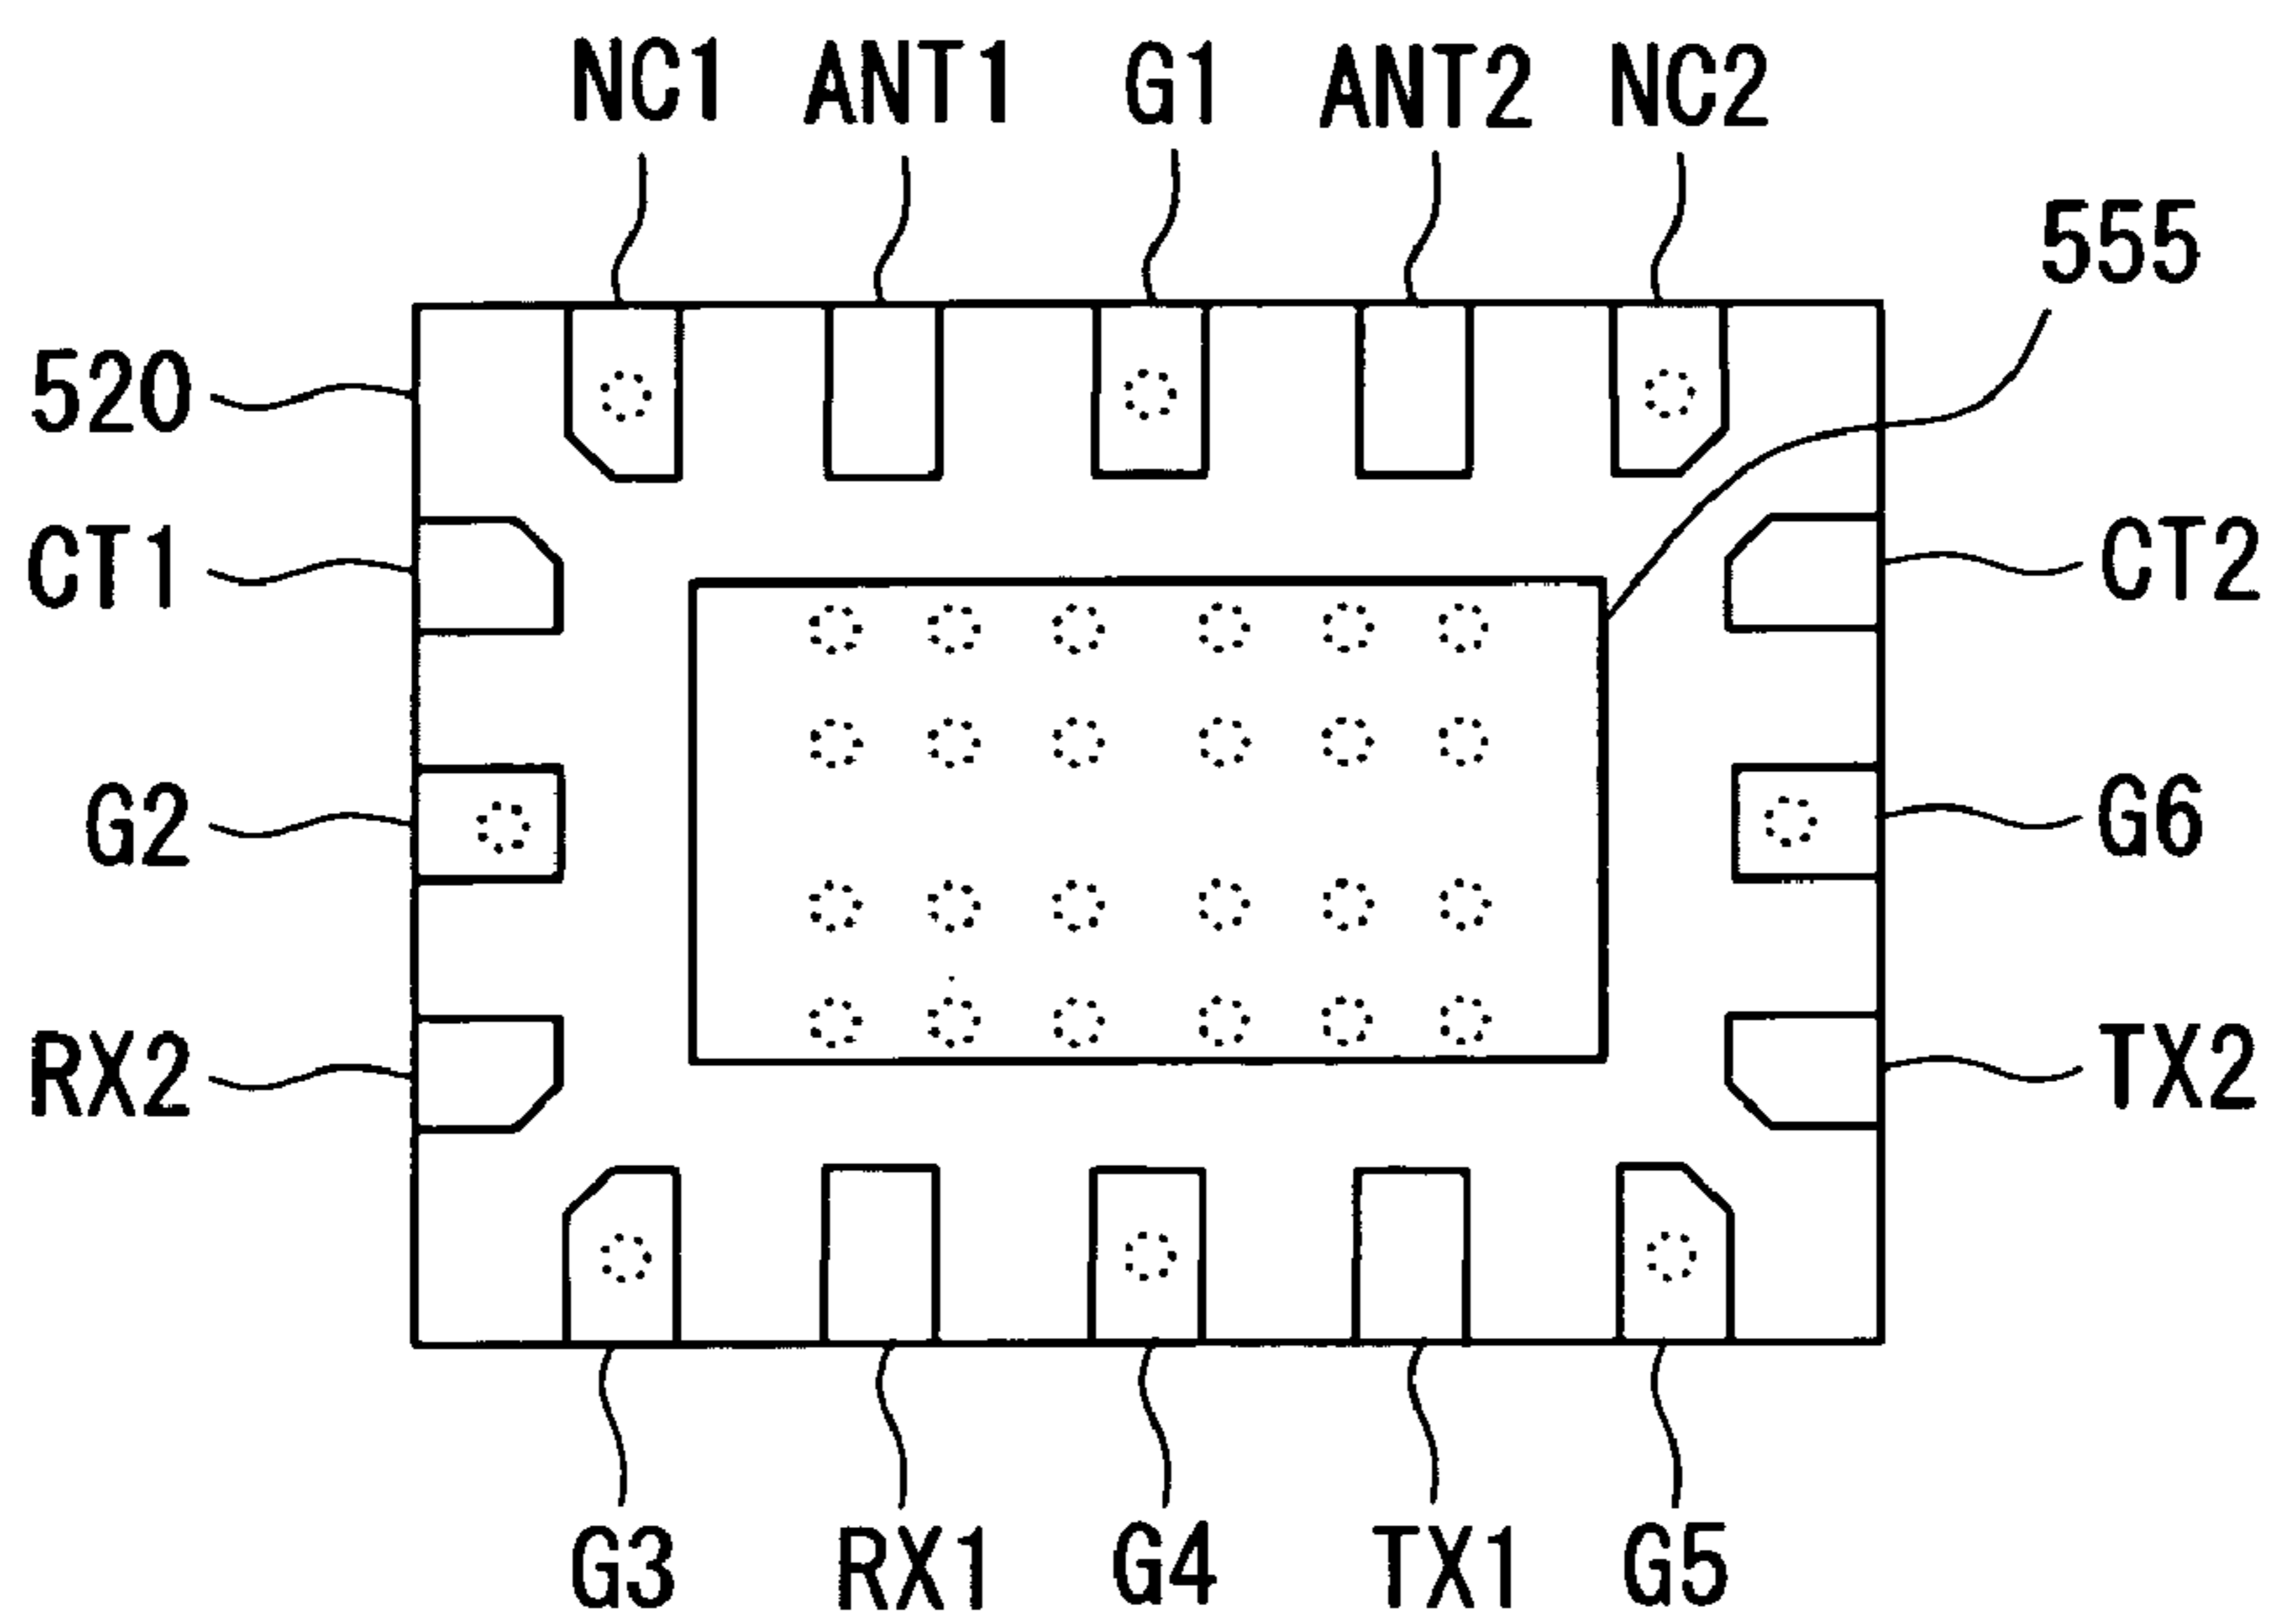 NC1 ANT1 G1 ANT2 NC2
555
520
CT1 CT2
G2 G6
RX2 TX2
G3 RX1 G4 TX1 G5